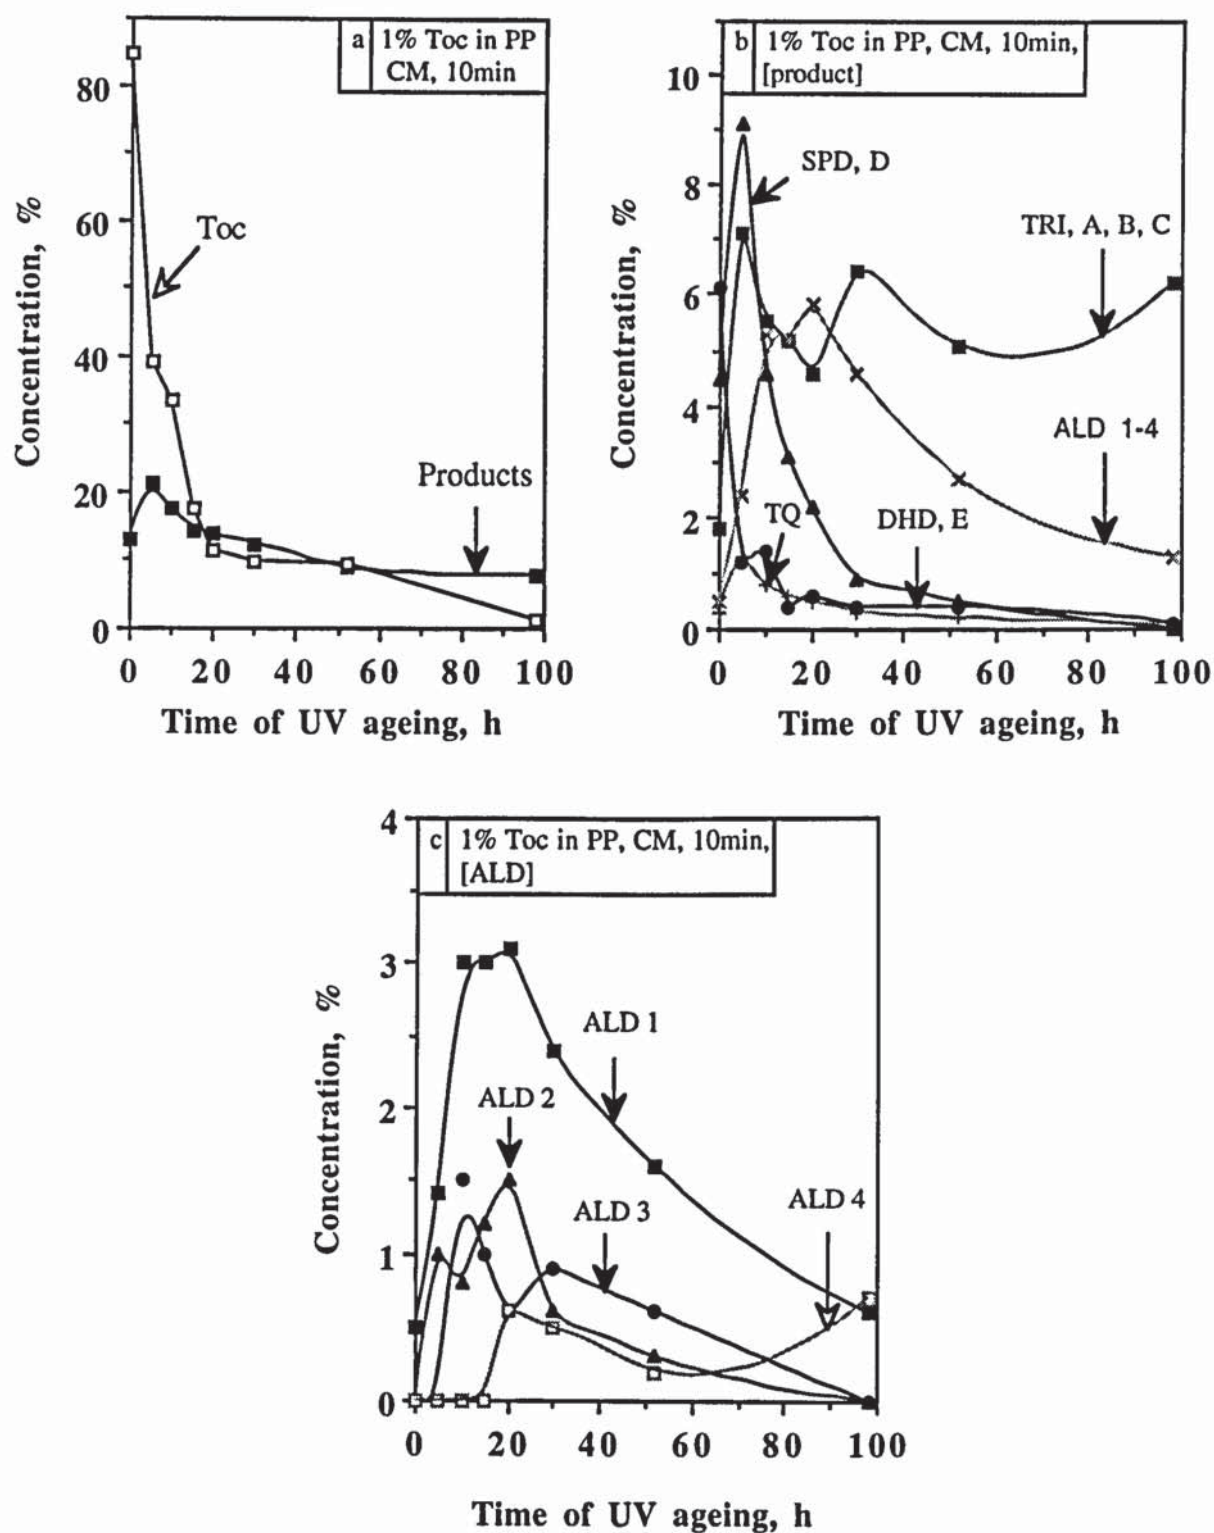 a 1% Toc in PP
CM, 10min
80
60
40
20
0
Concentration, %
Toc
Products
0 20 40 60 80 100
Time of UV ageing, h
b 1% Toc in PP, CM, 10min,
[product]
10
8
6
4
2
0
Concentration, %
SPD, D
TRI, A, B, C
ALD 1-4
TQ
DHD, E
0 20 40 60 80 100
Time of UV ageing, h
c 1% Toc in PP, CM, 10min,
[ALD]
4
3
2
1
0
Concentration, %
ALD 1
ALD 2
ALD 3
ALD 4
0 20 40 60 80 100
Time of UV ageing, h